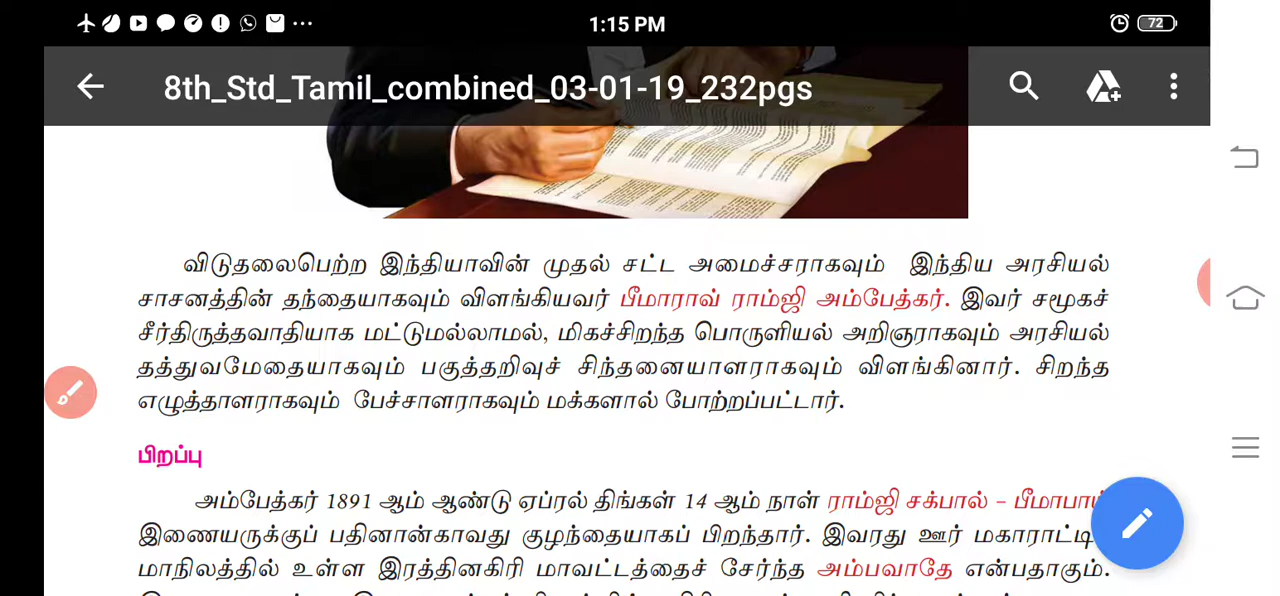 1:15 PM
72
8th_Std_Tamil_combined_03-01-19_232pgs
விடுதலைபெற்ற இந்தியாவின் முதல் சட்ட அமைச்சராகவும் இந்திய அரசியல்
சாசனத்தின் தந்தையாகவும் விளங்கியவர் பீமாராவ் ராம்ஜி அம்பேத்கர். இவர் சமூகச்
சீர்திருத்தவாதியாக மட்டுமல்லாமல், மிகச்சிறந்த பொருளியல் அறிஞராகவும் அரசியல்
தத்துவமேதையாகவும் பகுத்தறிவுச் சிந்தனையாளராகவும் விளங்கினார். சிறந்த
எழுத்தாளராகவும் பேச்சாளராகவும் மக்களால் போற்றப்பட்டார்.
பிறப்பு
அம்பேத்கர் 1891 ஆம் ஆண்டு ஏப்ரல் திங்கள் 14 ஆம் நாள் ராம்ஜி சக்பால் – பீமாபாய்
இணையருக்குப் பதினான்காவது குழந்தையாகப் பிறந்தார். இவரது ஊர்
மாநிலத்தில் உள்ள இரத்தினகிரி மாவட்டத்தைச் சேர்ந்த அம்பவாதே என்பதாகும்.